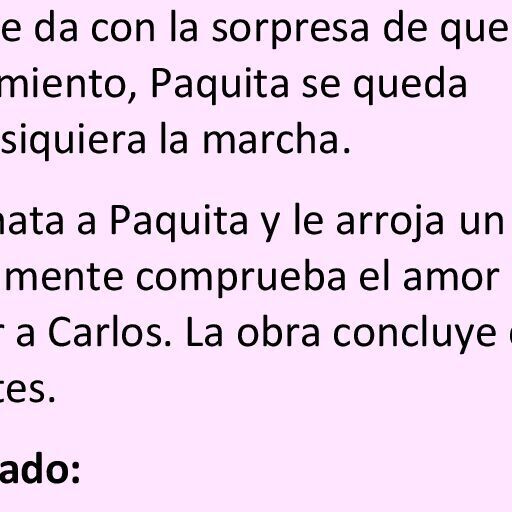 e da con la sorpresa de que
miento, Paquita se queda
siquiera la marcha.
nata a Paquita y le arroja un
mente comprueba el amor
r a Carlos. La obra concluye
tes.
ado: